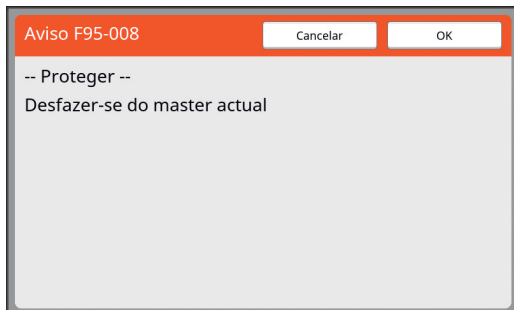 Aviso F95-008
Cancelar
OK
-- Proteger --
Desfazer-se do master actual